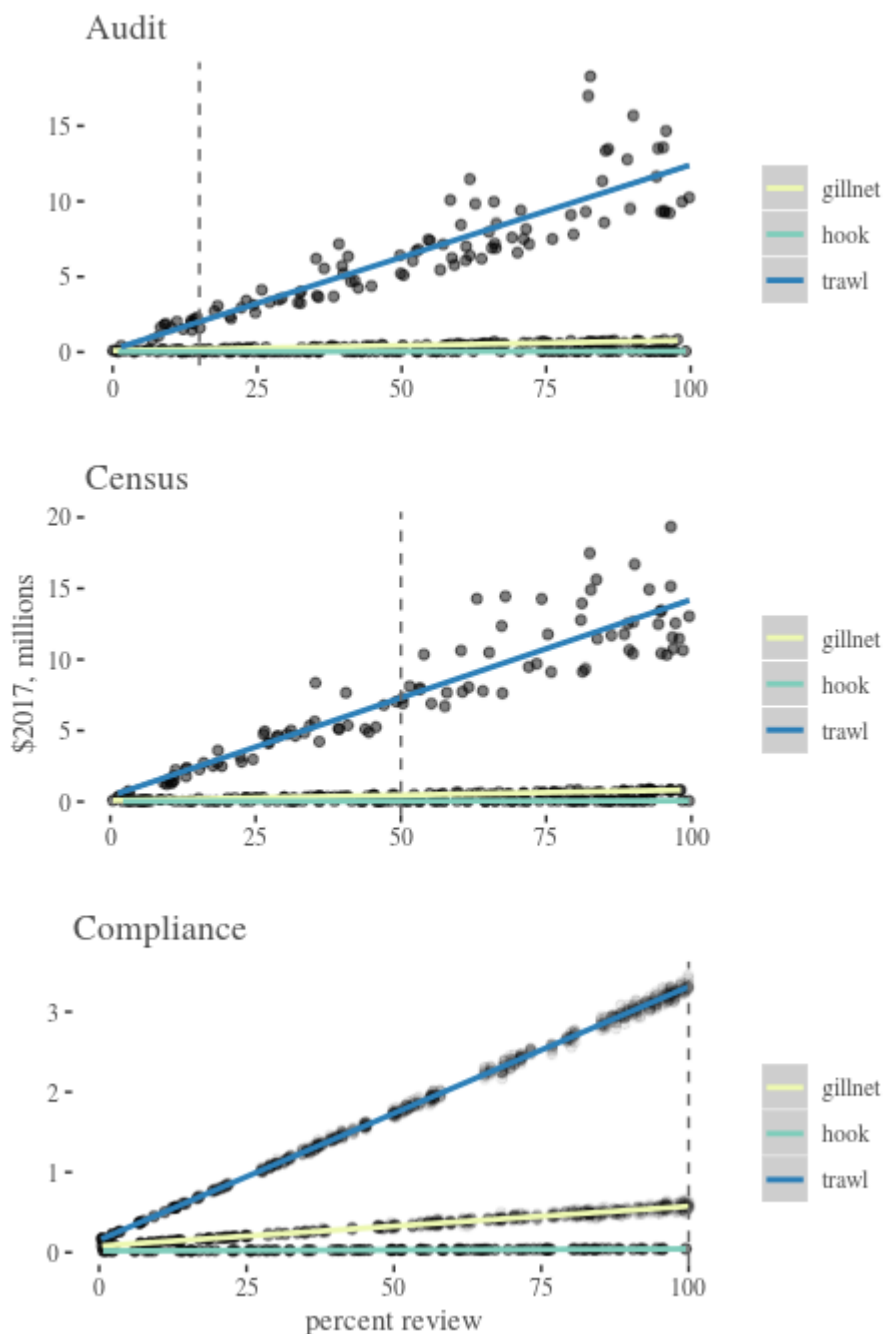 Audit
15
10
5
0
0 25 50 75 100
gillnet
hook
trawl
Census
20
15
10
5
0
0 25 50 75 100
$2017, millions
gillnet
hook
trawl
Compliance
3
2
1
0
0 25 50 75 100
percent review
gillnet
hook
trawl